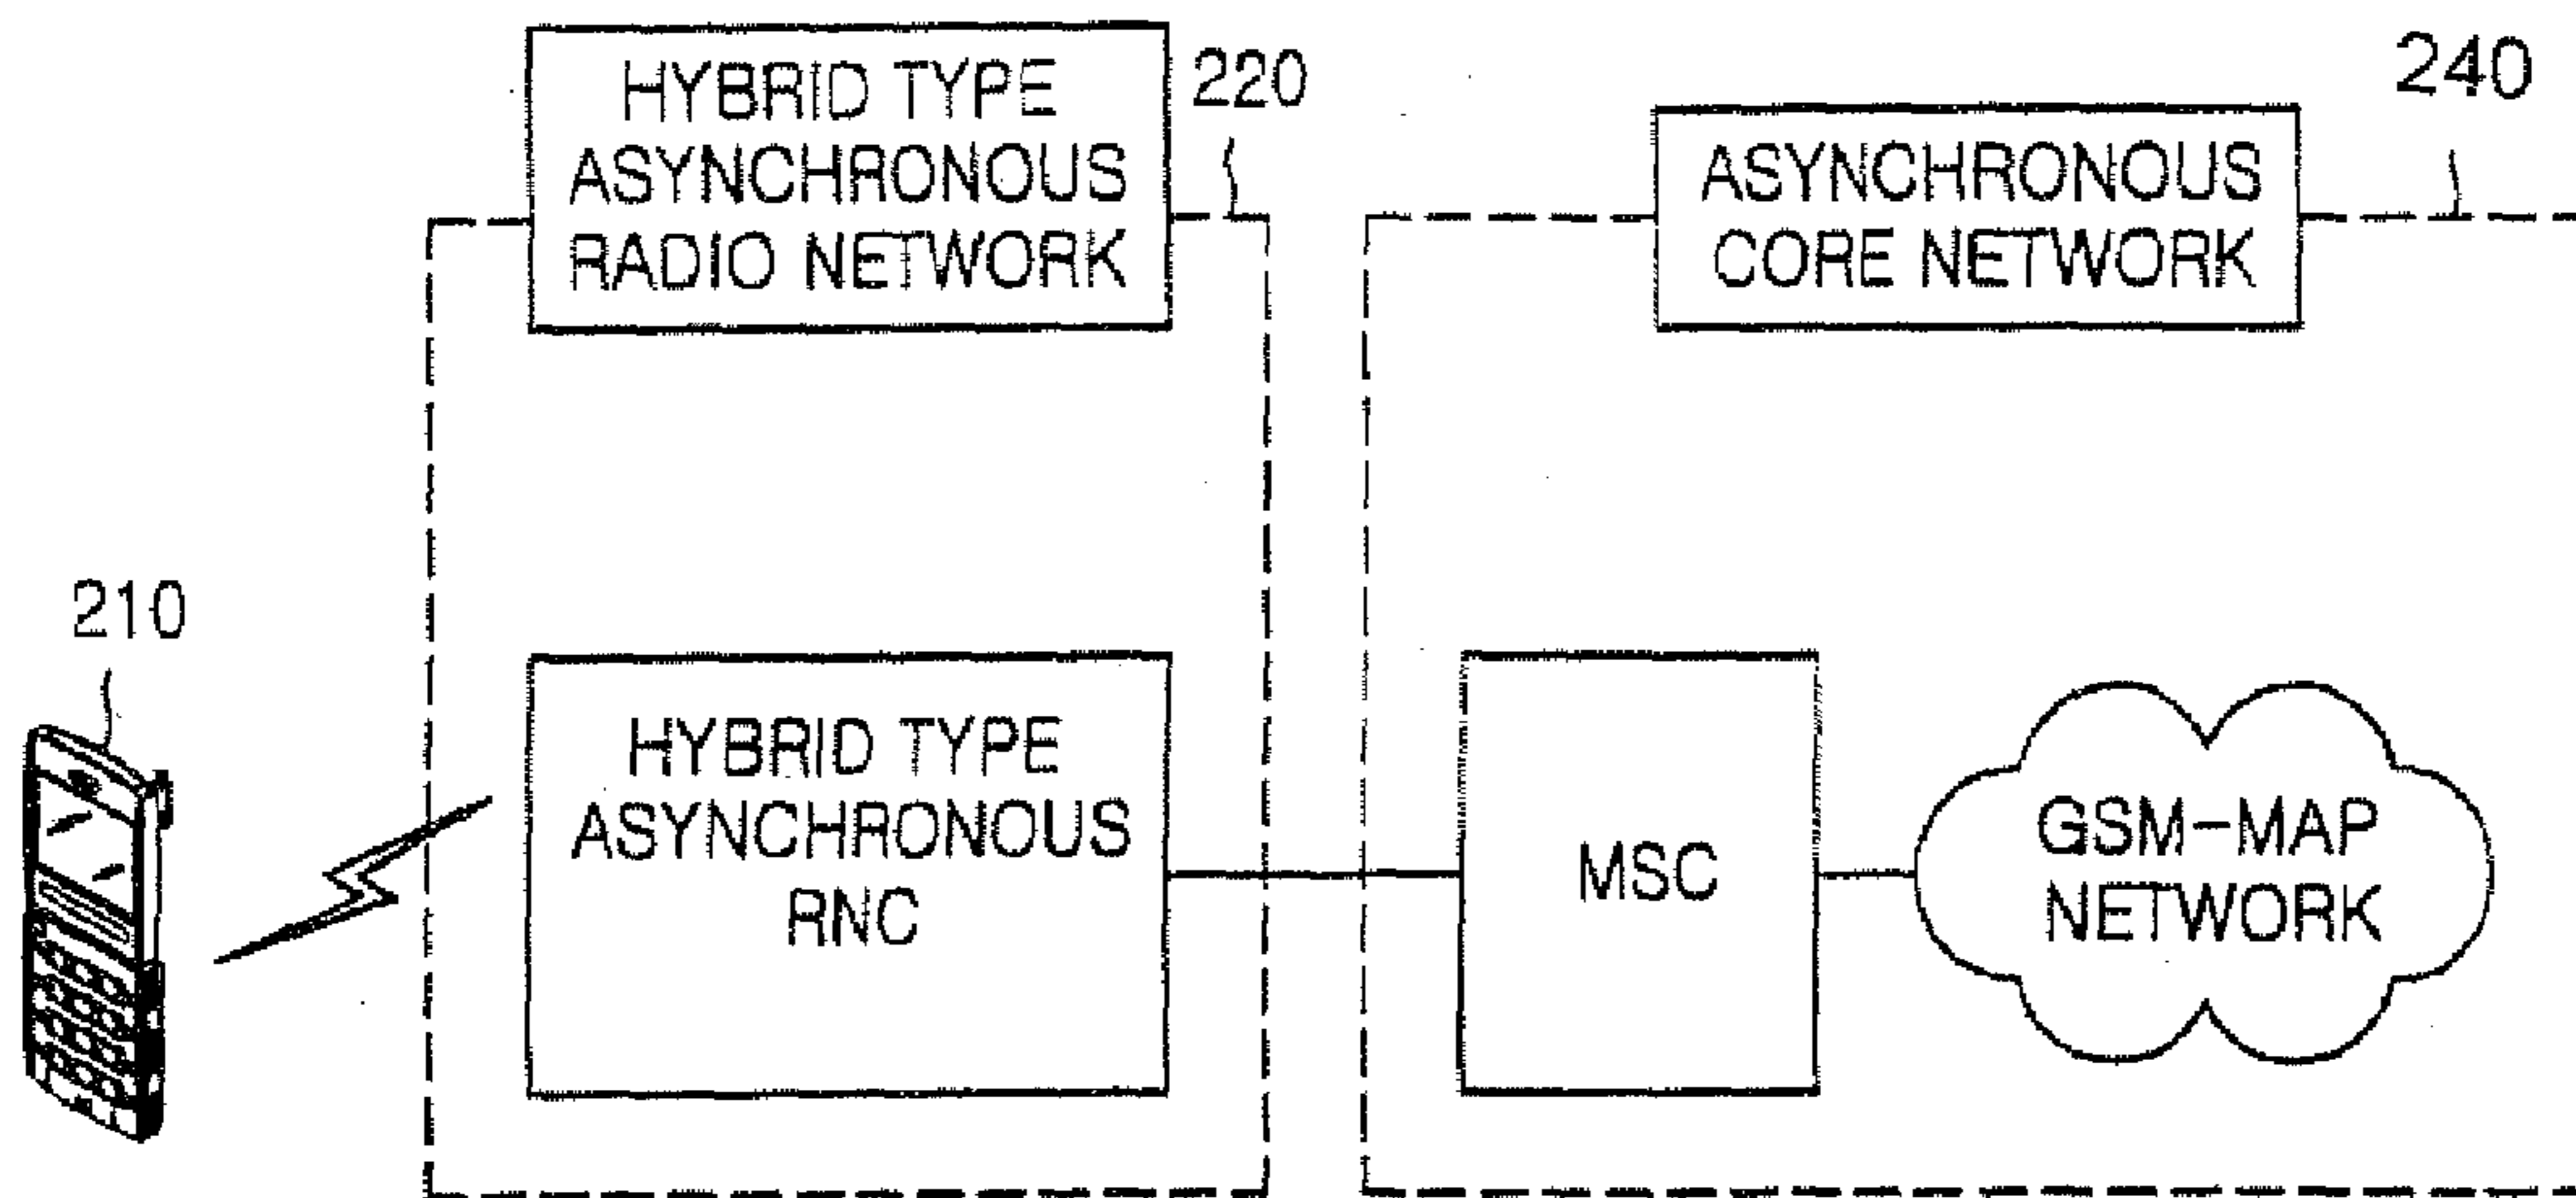 HYBRID TYPE
ASYNCHRONOUS
RADIO NETWORK
220
ASYNCHRONOUS
CORE NETWORK
240
210
HYBRID TYPE
ASYNCHRONOUS
RNC
MSC
GSM-MAP
NETWORK